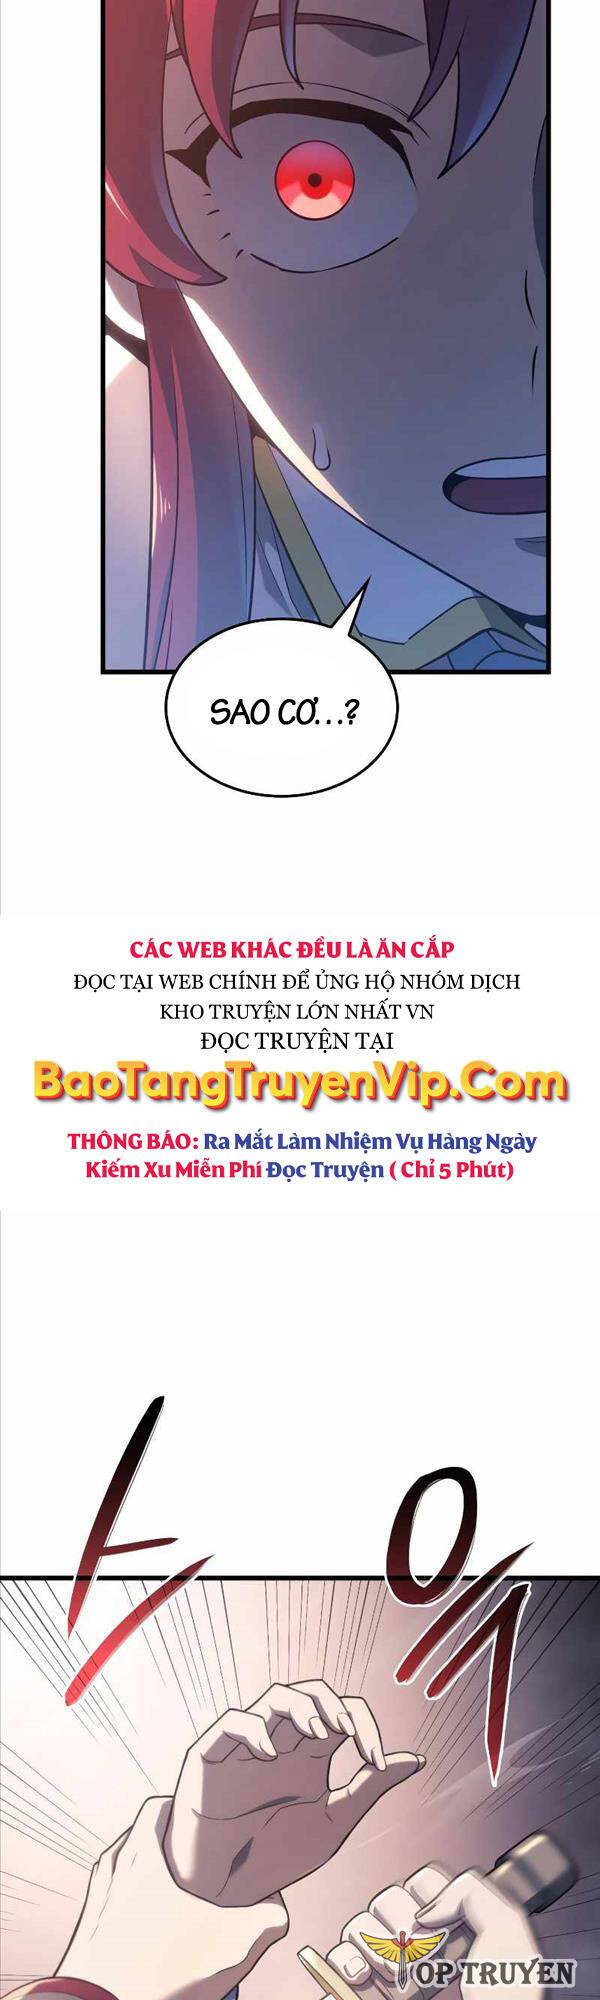 SAO CƠ...?
CÁC WEB KHÁC ĐỀU LÀ ĂN CẮP
ĐỌC TẠI WEB CHÍNH ĐỂ ỦNG HỘ NHÓM DỊCH
KHO TRUYỆN LỚN NHẤT VN
ĐỌC TRUYỆN TẠI
BaoTangTruyenVip.Com
THÔNG BÁO: Ra Mắt Làm Nhiệm Vụ Hàng Ngày
Kiếm Xu Miễn Phí Đọc Truyện ( Chỉ 5 Phút)
TOP TRUYEN